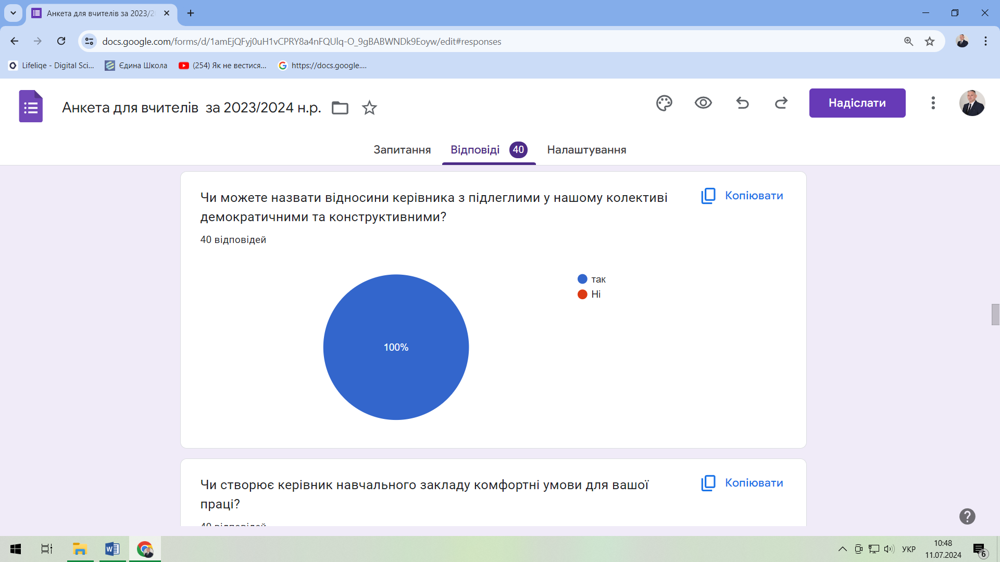 Анкета для вчителів за 2023/2
docs.google.com/forms/d/1amEjQFyj0uH1vCPRY8a4nFQUlq-O_9gBABWNDk9Eoyw/edit#responses
Lifeliqe - Digital Sci...
Єдина Школа
(254) Як не вестися...
https://docs.google....
Анкета для вчителів за 2023/2024 н.р.
Надіслати
Запитання
Відповіді 40
Налаштування
Чи можете назвати відносини керівника з підлеглими у нашому колективі
демократичними та конструктивними?
Копіювати
40 відповідей
так
Ні
100%
Чи створює керівник навчального закладу комфортні умови для вашої
праці?
Копіювати
40 відповідей
УКР
10:48
11.07.2024
6